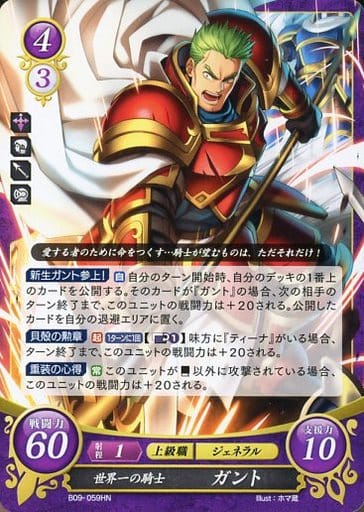 4
3
愛する者のために命をつくす…騎士が望むものは、ただそれだけ！
新生ガント参上！ 自 自分のターン開始時、自分のデッキの1番上
のカードを公開する。そのカードが『ガント』の場合、次の相手の
ターン終了まで、このユニットの戦闘力は＋20される。公開した
カードを自分の退避エリアに置く。
貝殻の勲章 起 1ターンに1回 【1】 味方に『ティーナ』がいる場合、
ターン終了まで、このユニットの戦闘力は＋20される。
重装の心得 常 このユニットが以外に攻撃されている場合、
このユニットの戦闘力は＋20される。
戦闘力 60
射程 1
上級職
ジェネラル
支援力 10
世界一の騎士 ガント
B09-059HN
Illust：ホマ蔵